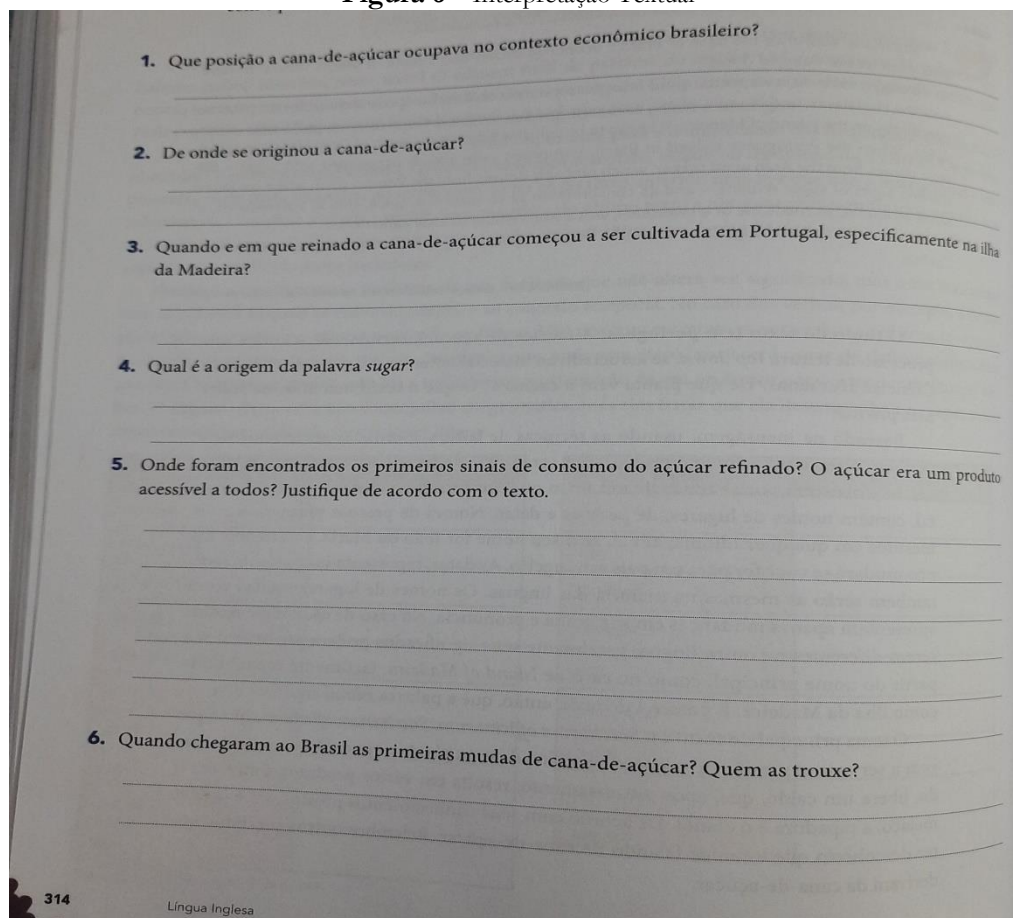 1. Que posição a cana-de-açúcar ocupava no contexto econômico brasileiro?
2. De onde se originou a cana-de-açúcar?
3. Quando e em que reinado a cana-de-açúcar começou a ser cultivada em Portugal, especificamente na ilha
da Madeira?
4. Qual é a origem da palavra sugar?
5. Onde foram encontrados os primeiros sinais de consumo do açúcar refinado? O açúcar era um produto
acessível a todos? Justifique de acordo com o texto.
6. Quando chegaram ao Brasil as primeiras mudas de cana-de-açúcar? Quem as trouxe?
314
Língua Inglesa